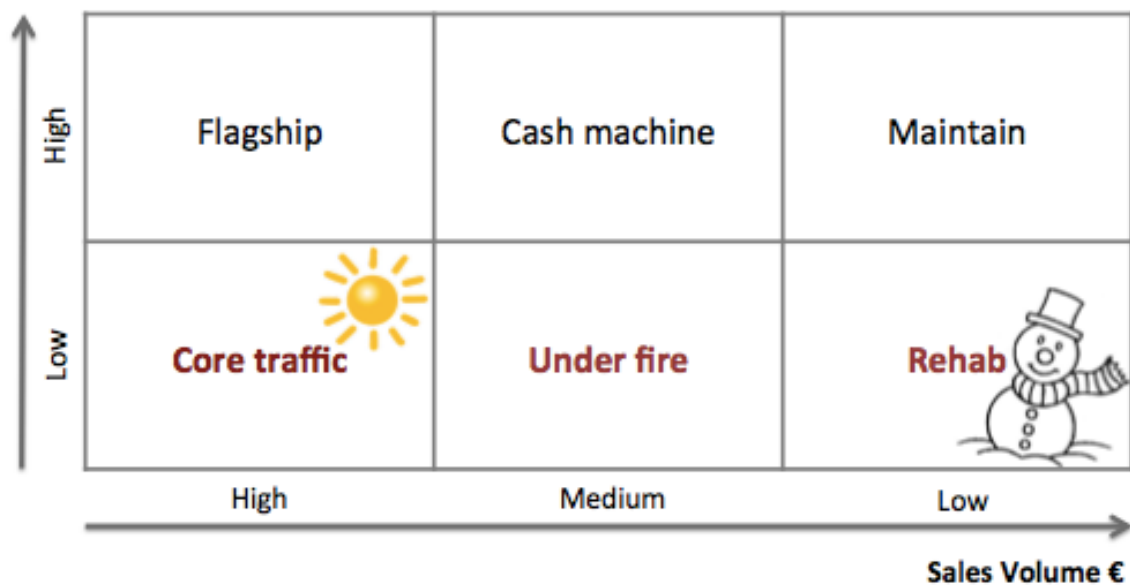 High
Flagship
Cash machine
Maintain
Low
Core traffic
Under fire
Rehab
High
Medium
Low
Sales Volume €